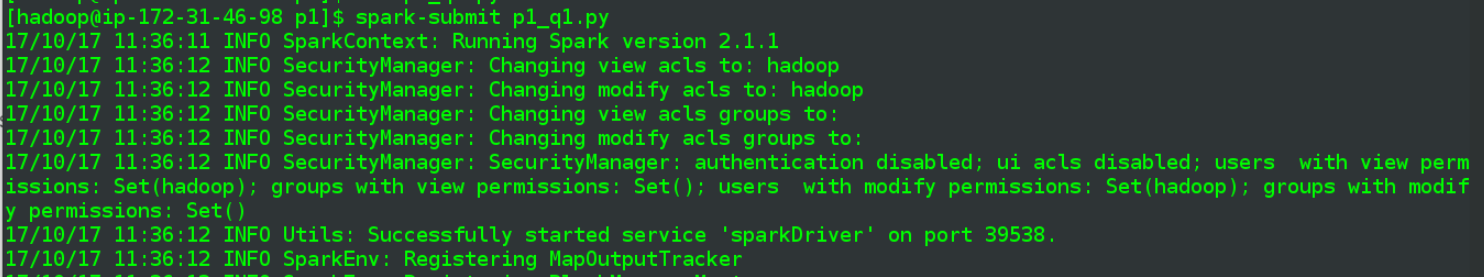 [hadoop@ip-172-31-46-98 p1]$ spark-submit p1_q1.py
17/10/17 11:36:11 INFO SparkContext: Running Spark version 2.1.1
17/10/17 11:36:12 INFO SecurityManager: Changing view acls to: hadoop
17/10/17 11:36:12 INFO SecurityManager: Changing modify acls to: hadoop
17/10/17 11:36:12 INFO SecurityManager: Changing view acls groups to:
17/10/17 11:36:12 INFO SecurityManager: Changing modify acls groups to:
17/10/17 11:36:12 INFO SecurityManager: SecurityManager: authentication disabled; ui acls disabled; users  with view perm
issions: Set(hadoop); groups with view permissions: Set(); users  with modify permissions: Set(hadoop); groups with modif
y permissions: Set()
17/10/17 11:36:12 INFO Utils: Successfully started service 'sparkDriver' on port 39538.
17/10/17 11:36:12 INFO SparkEnv: Registering MapOutputTracker